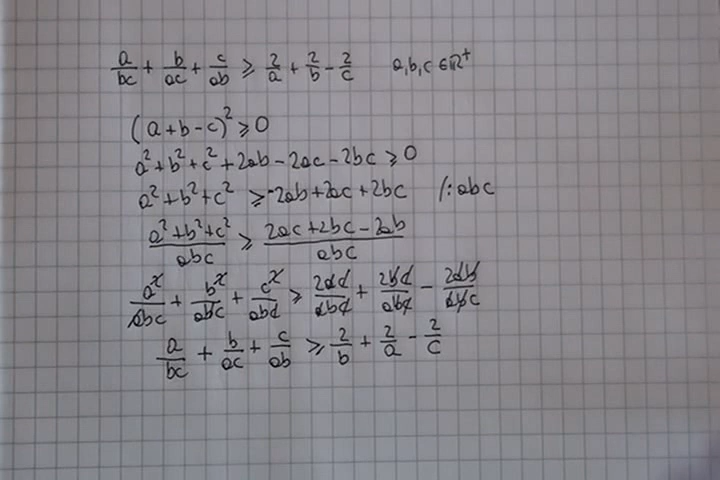 a/bc + b/ac + c/ab ⩾ 2/a + 2/b - 2/c a,b,c ∈ ℝ⁺
(a+b-c)² ⩾ 0
a² + b² + c² + 2ab - 2ac - 2bc ⩾ 0
a² + b² + c² ⩾ -2ab + 2ac + 2bc /: abc
(a² + b² + c²)/abc ⩾ (2ac + 2bc - 2ab)/abc
a²/abc + b²/abc + c²/abc ⩾ 2ac/abc + 2bc/abc - 2ab/abc
a/bc + b/ac + c/ab ⩾ 2/b + 2/a - 2/c